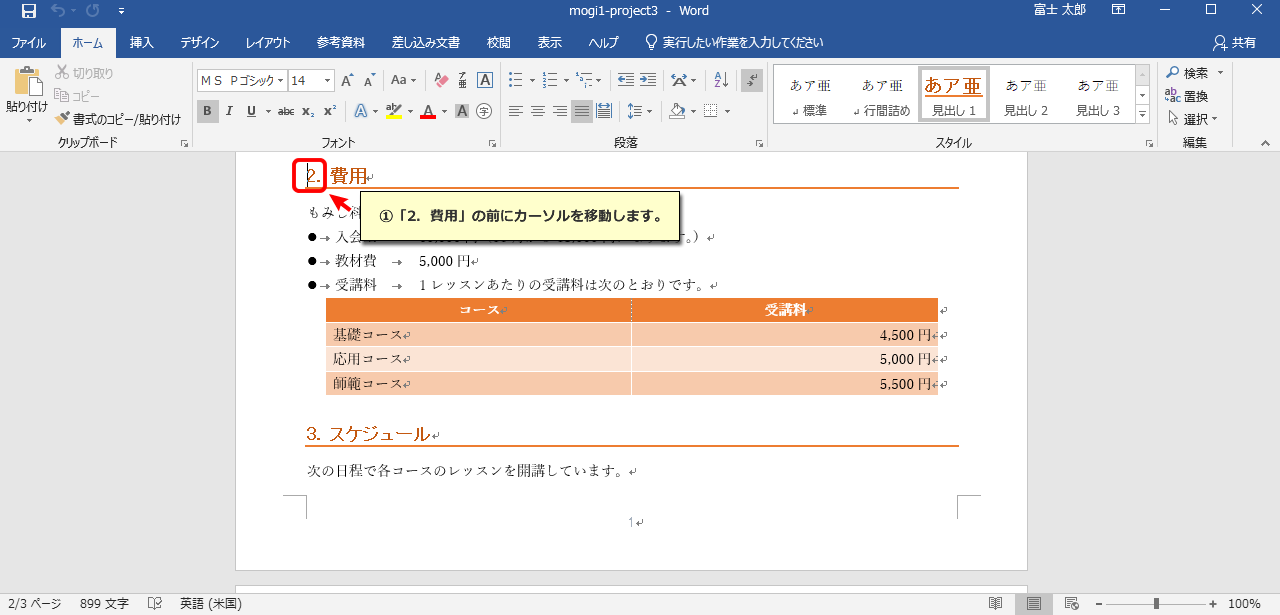 mogi1-project3 - Word
富士 太郎
ファイル ホーム 挿入 デザイン レイアウト 参考資料 差し込み文書 校閲 表示 ヘルプ 実行したい作業を入力してください 共有
貼り付け
切り取り
コピー
書式のコピー/貼り付け
クリップボード
ＭＳ Ｐゴシック 14
フォント
段落
あア亜 あア亜 あア亜 あア亜 あア亜
標準 行間詰め 見出し 1 見出し 2 見出し 3
スタイル
検索
置換
選択
編集
2. 費用
①「2. 費用」の前にカーソルを移動します。
もみじ
入会
。）
教材費 5,000 円
受講料 1 レッスンあたりの受講料は次のとおりです。
コース 受講料
基礎コース 4,500 円
応用コース 5,000 円
師範コース 5,500 円
3. スケジュール
次の日程で各コースのレッスンを開講しています。
1
2/3 ページ 899 文字 英語 (米国) 100%